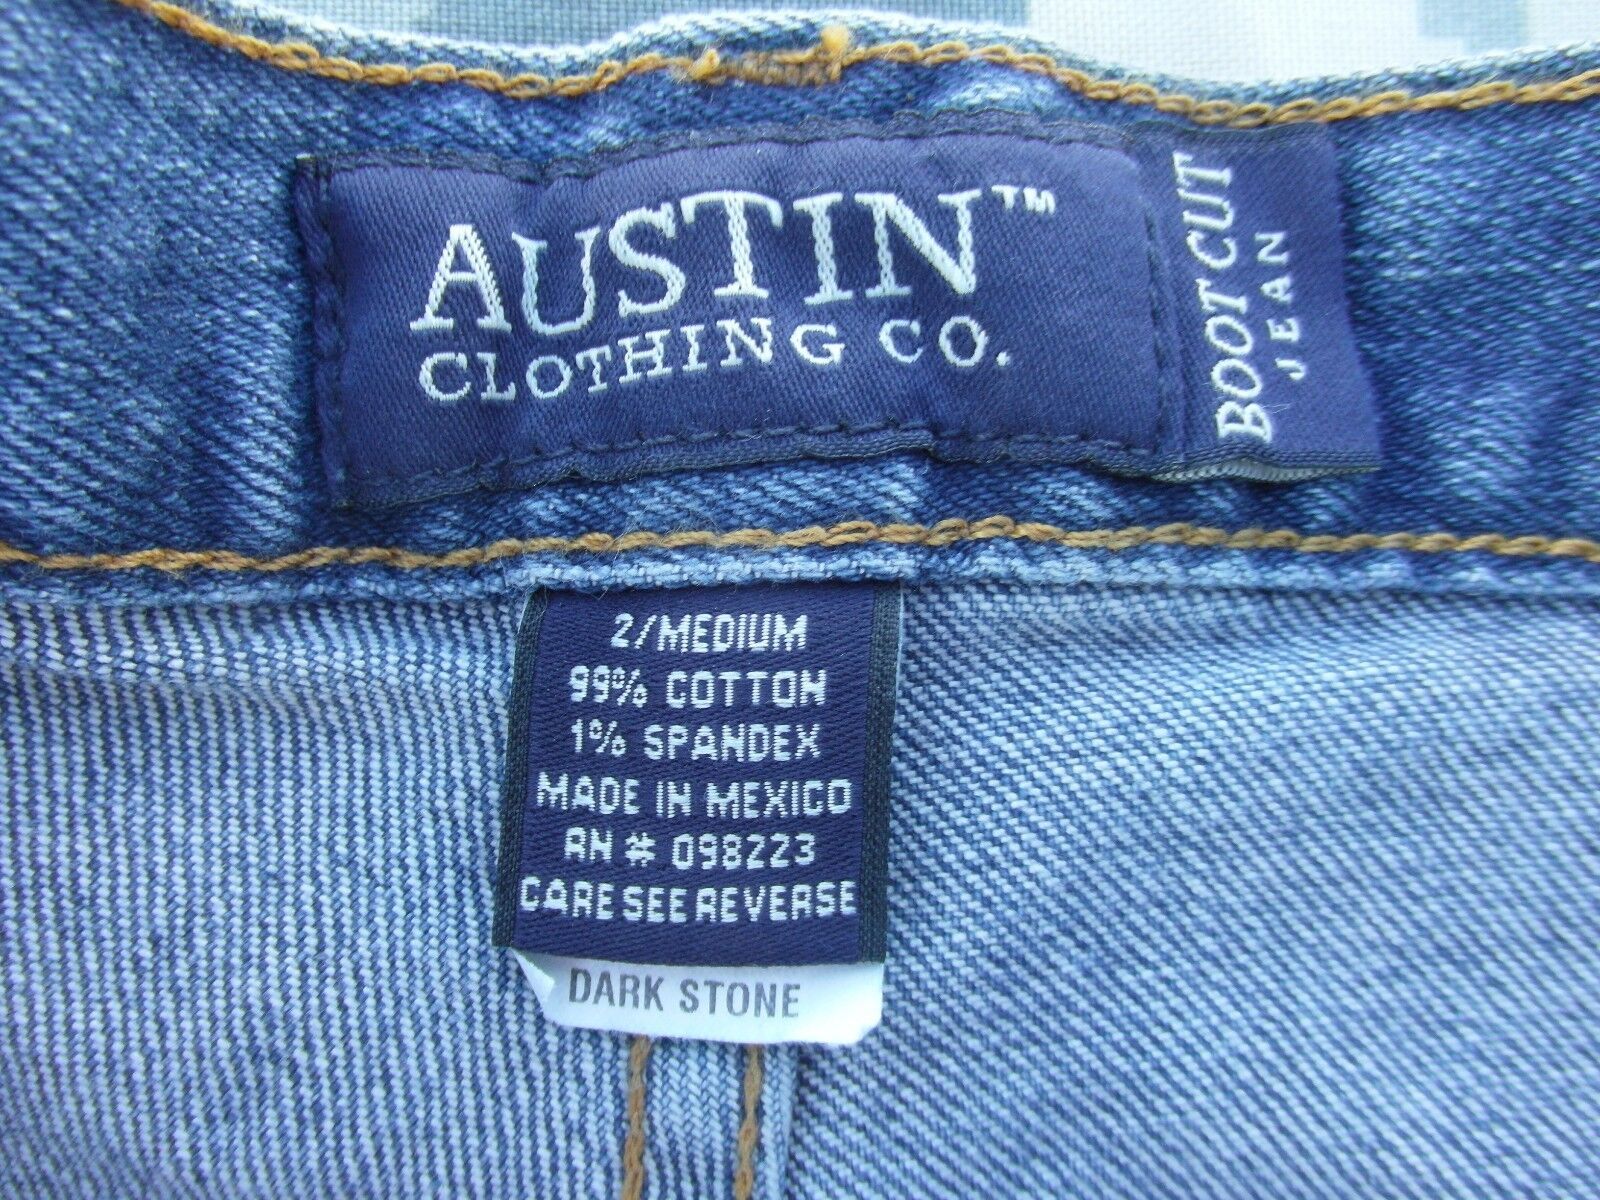 AUSTIN™
CLOTHING CO.
BOOT CUT
JEAN
2/MEDIUM
99% COTTON
1% SPANDEX
MADE IN MEXICO
RN # 098223
CARE SEE REVERSE
DARK STONE